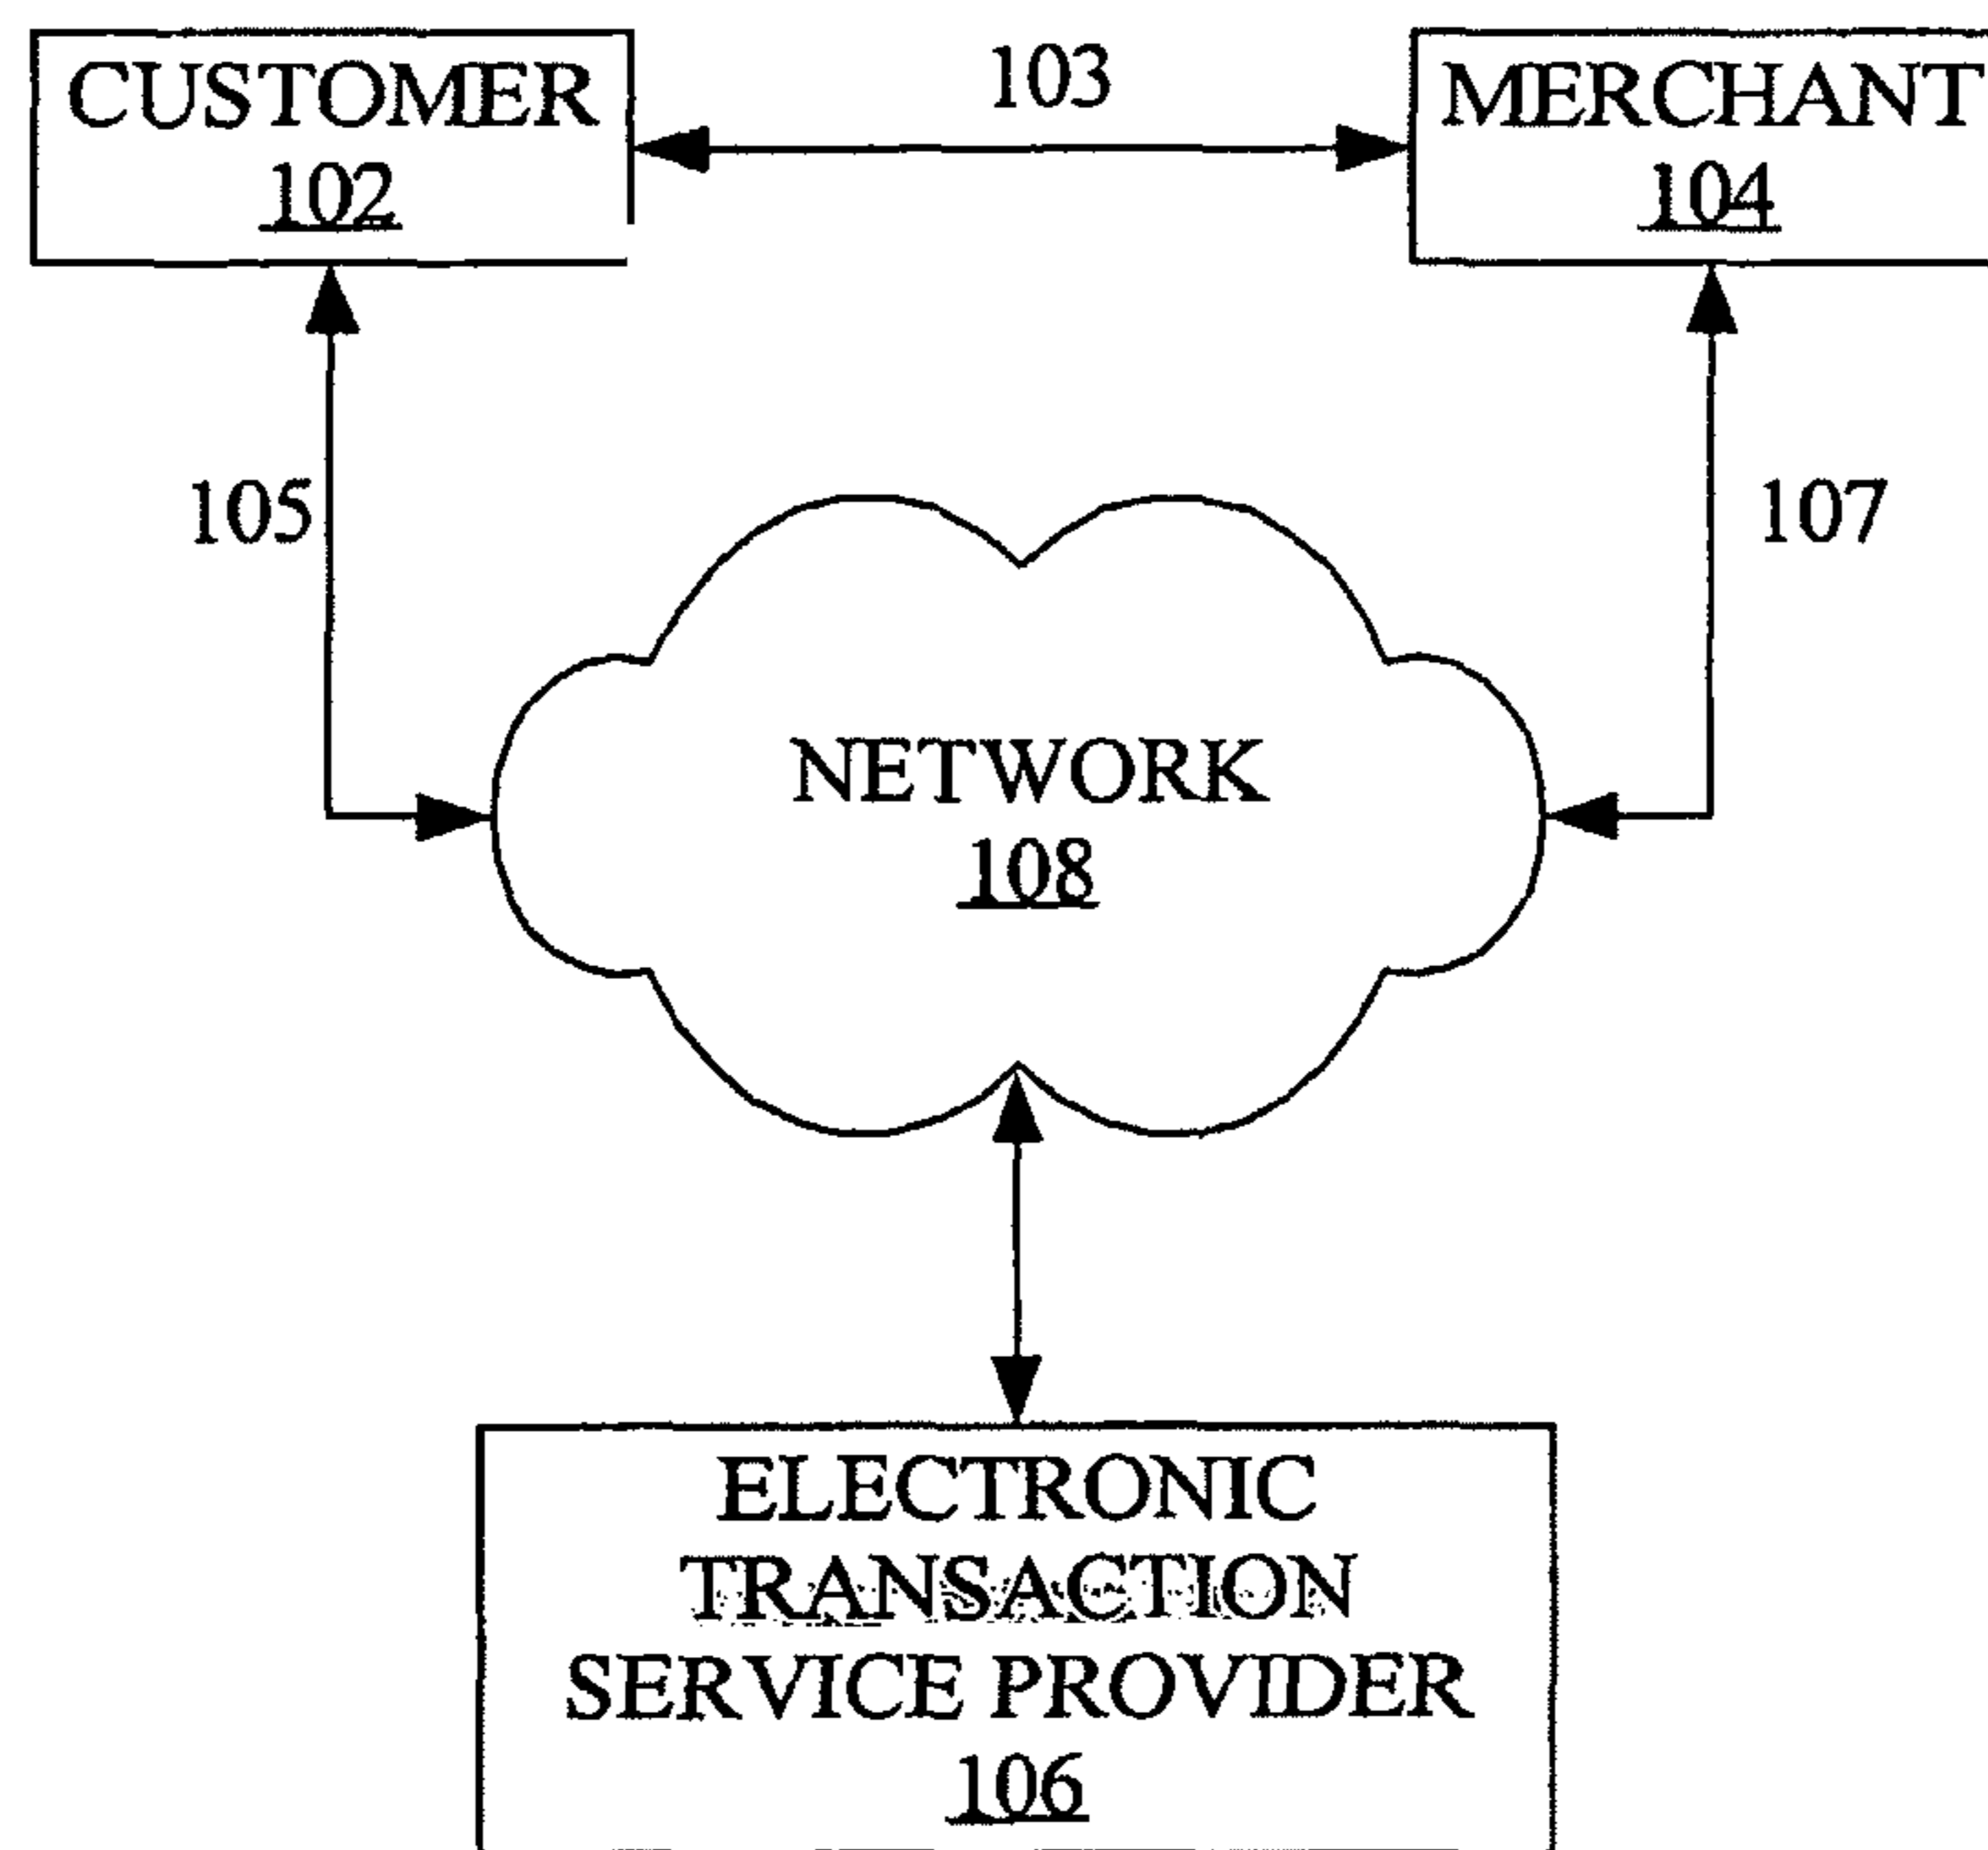 CUSTOMER
102
103
MERCHANT
104
105
107
NETWORK
108
ELECTRONIC
TRANSACTION
SERVICE PROVIDER
106